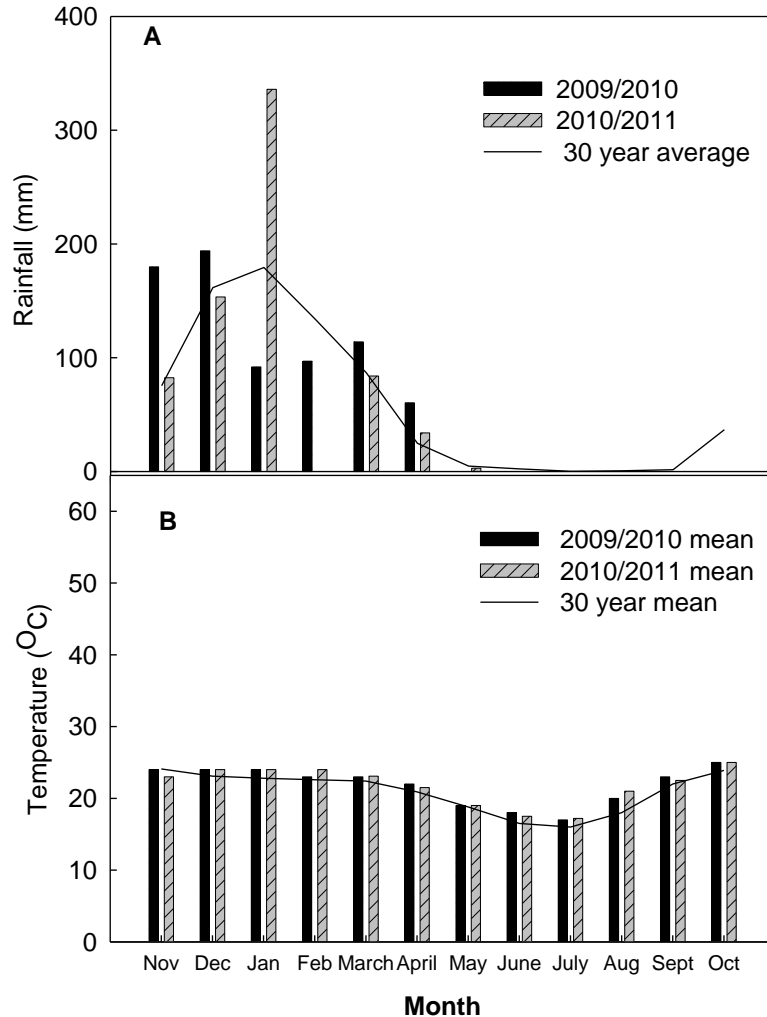 A
2009/2010
2010/2011
30 year average
Rainfall (mm)
400
300
200
100
0
B
2009/2010 mean
2010/2011 mean
30 year mean
Temperature (OC)
60
50
40
30
20
10
0
Nov Dec Jan Feb March April May June July Aug Sept Oct
Month